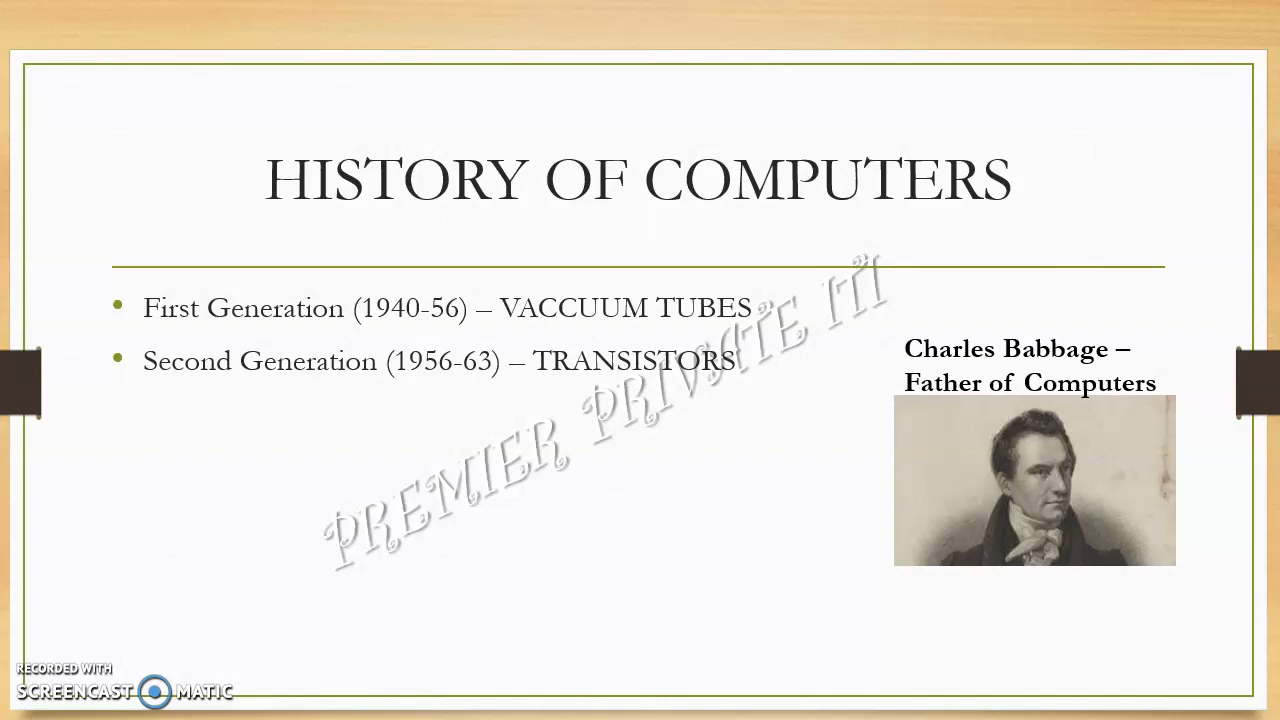 HISTORY OF COMPUTERS
• First Generation (1940-56) – VACCUUM TUBES
• Second Generation (1956-63) – TRANSISTORS
PREMIER PRIVATE ITI
Charles Babbage –
Father of Computers
RECORDED WITH
SCREENCAST MATIC